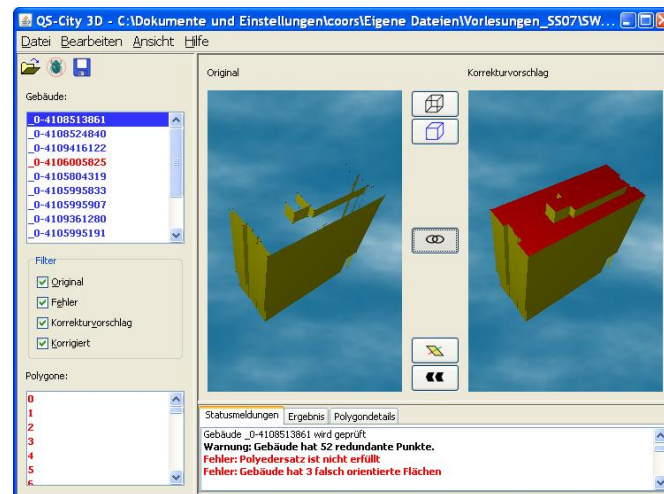 QS-City 3D - C:\Dokumente und Einstellungen\coors\Eigene Dateien\Vorlesungen_SS07\SW...
Datei Bearbeiten Ansicht Hilfe
Gebäude:
_0-4108513861
_0-4108524840
_0-4109416122
_0-4106005825
_0-4105804319
_0-4105995833
_0-4105995907
_0-4109361280
_0-4105995191
Filter
Original
Fehler
Korrekturvorschlag
Korrigiert
Polygone:
0
1
2
3
4
5
6
Original
Korrekturvorschlag
Statusmeldungen Ergebnis Polygondetails
Gebäude _0-4108513861 wird geprüft
Warnung: Gebäude hat 52 redundante Punkte.
Fehler: Polyedersatz ist nicht erfüllt
Fehler: Gebäude hat 3 falsch orientierte Flächen